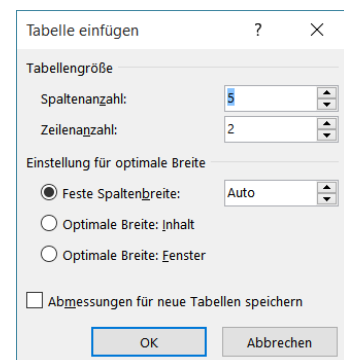 Tabelle einfügen ? ×
Tabellengröße
Spaltenanzahl: 5
Zeilenanzahl: 2
Einstellung für optimale Breite
Feste Spaltenbreite: Auto
Optimale Breite: Inhalt
Optimale Breite: Fenster
Abmessungen für neue Tabellen speichern
OK Abbrechen